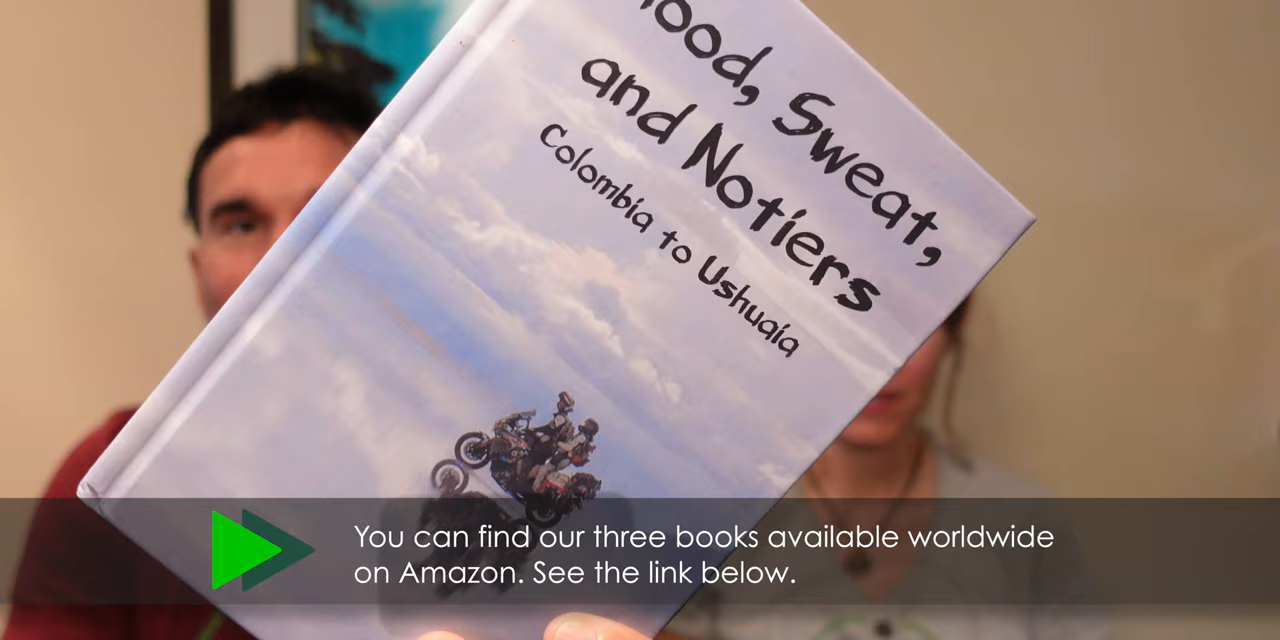 ood, Sweat,
and Notiers
Colombia to Ushuaia
You can find our three books available worldwide
on Amazon. See the link below.